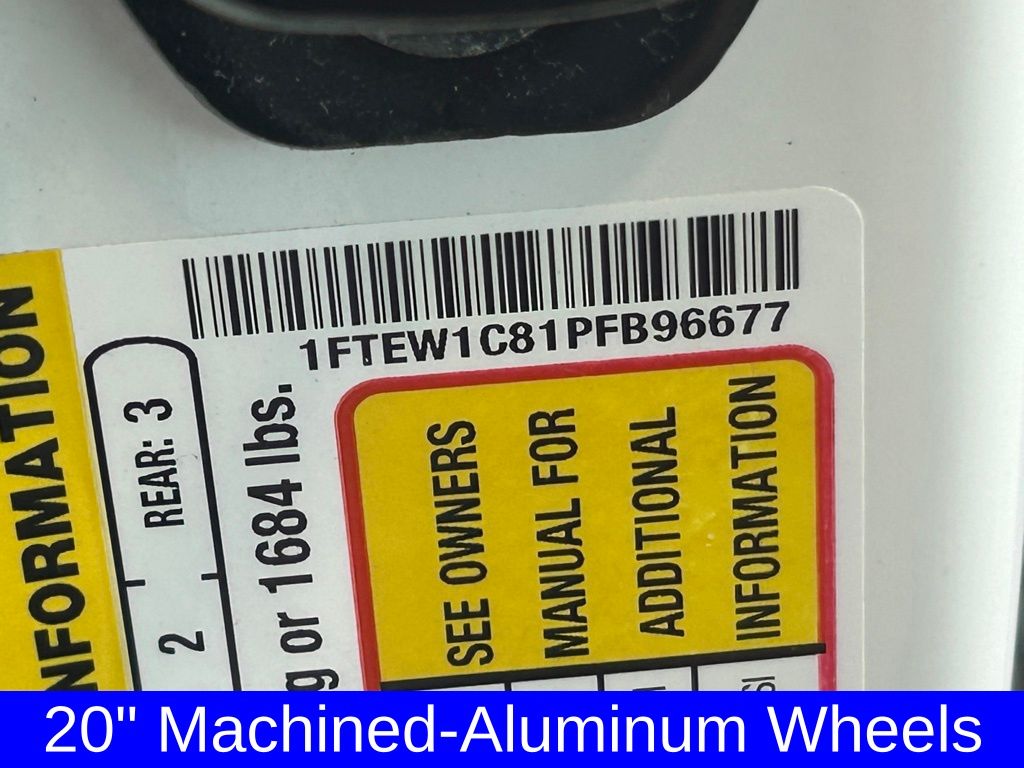 1FTEW1C81PFB96677
INFORMATION
REAR: 3
2
or 1684 lbs.
SEE OWNERS
MANUAL FOR
ADDITIONAL
INFORMATION
20" Machined-Aluminum Wheels